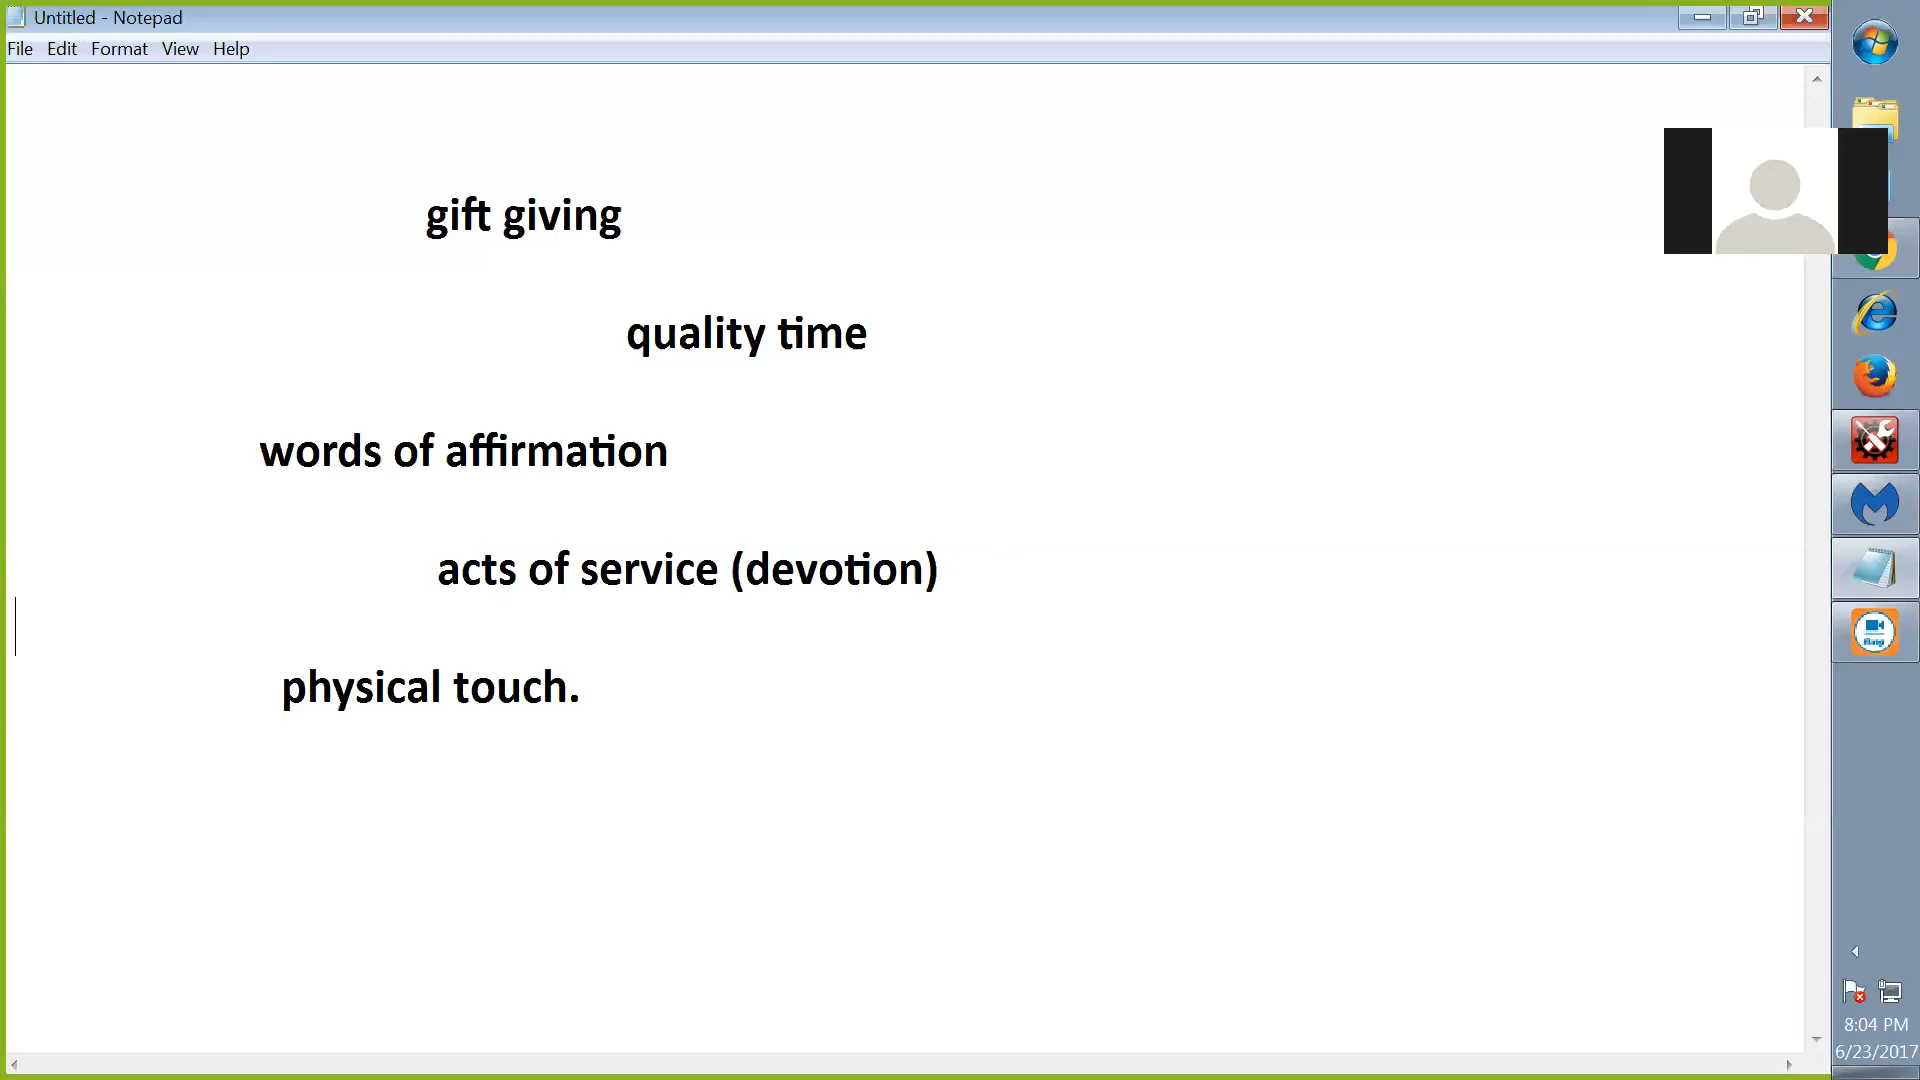 Untitled - Notepad
File Edit Format View Help
gift giving
quality time
words of affirmation
acts of service (devotion)
physical touch.
8:04 PM
6/23/2017